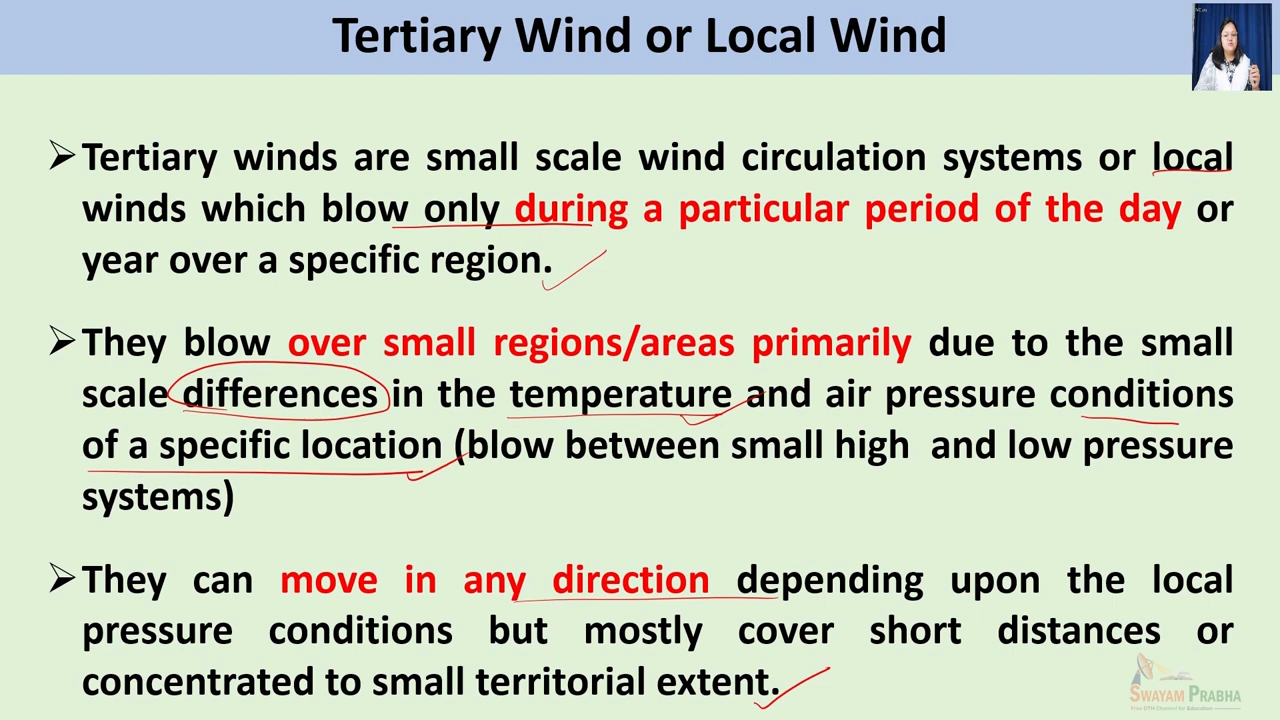 Tertiary Wind or Local Wind
Tertiary winds are small scale wind circulation systems or local
winds which blow only during a particular period of the day or
year over a specific region.
They blow over small regions/areas primarily due to the small
scale differences in the temperature and air pressure conditions
of a specific location (blow between small high and low pressure
systems)
They can move in any direction depending upon the local
pressure conditions but mostly cover short distances or
concentrated to small territorial extent.
SWAYAM PRABHA
Free DTH Channel for Education